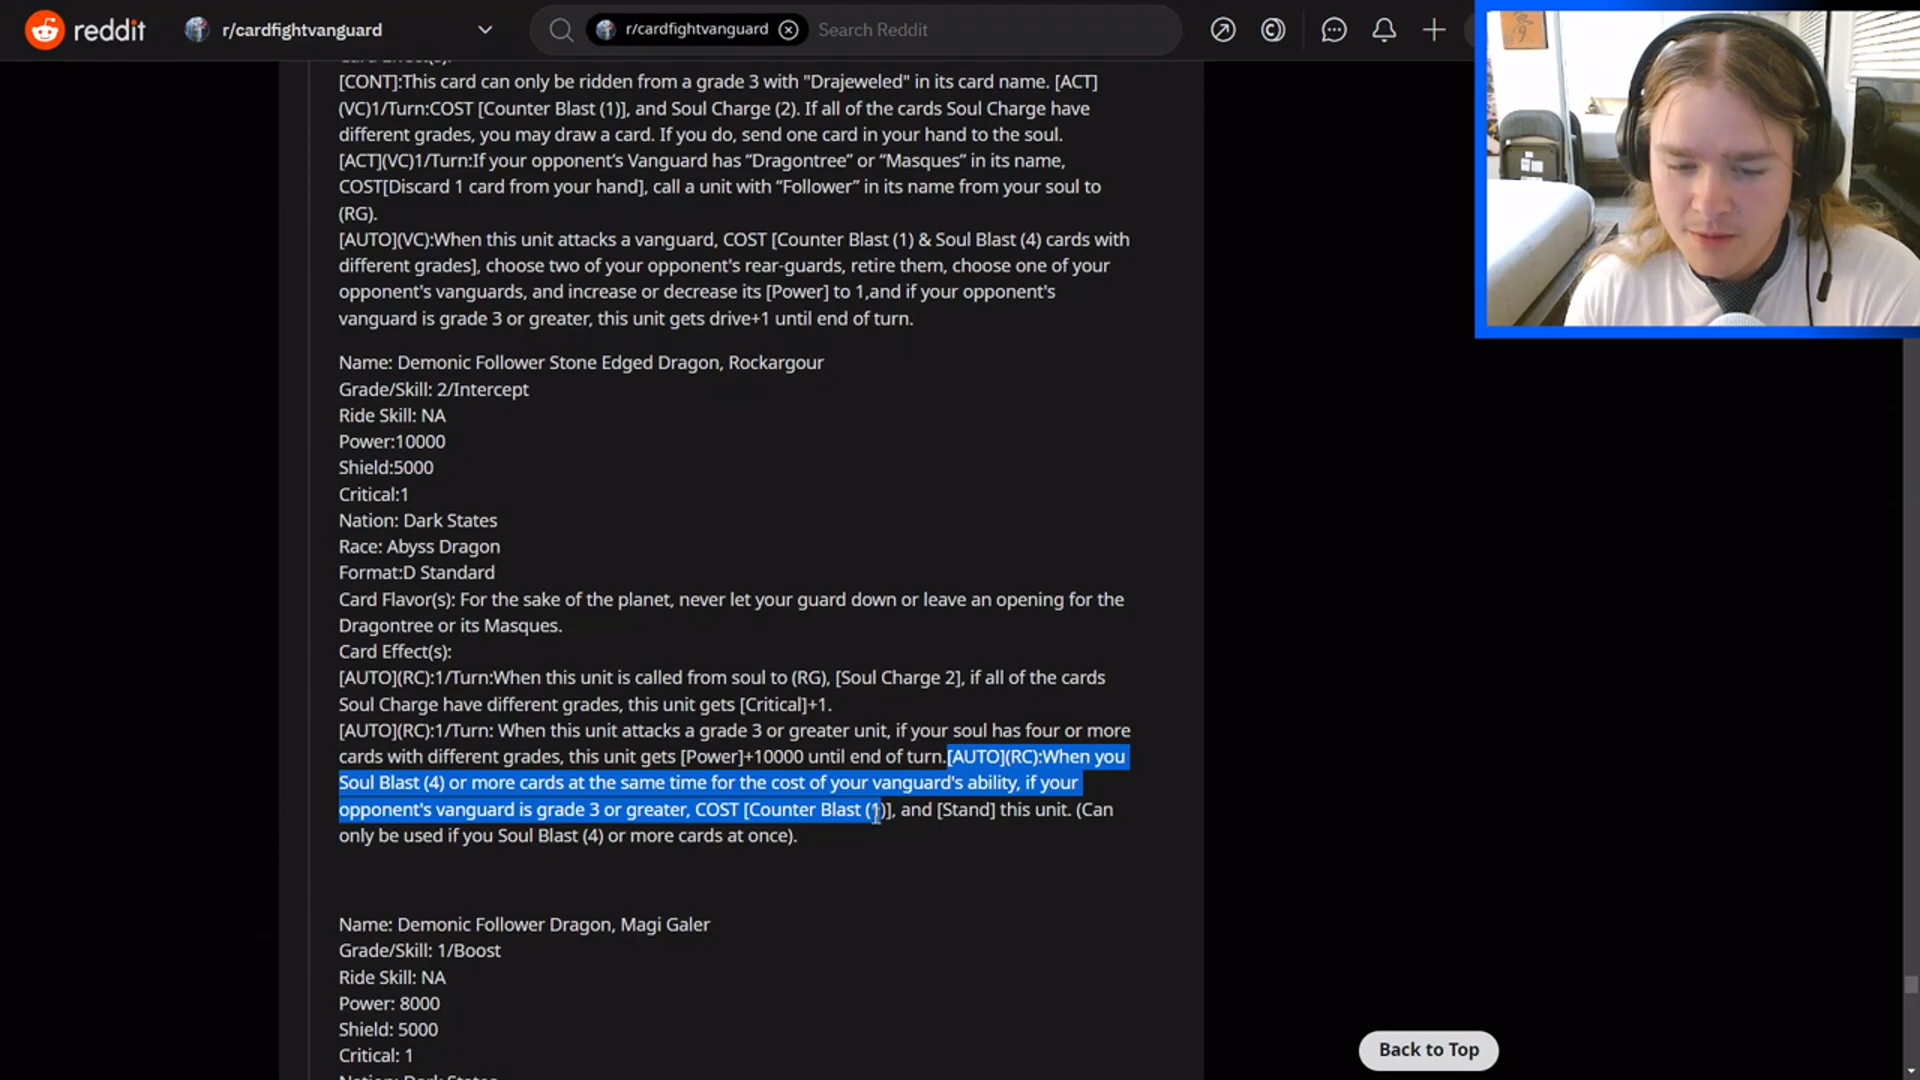 reddit
r/cardfightvanguard
r/cardfightvanguard
Search Reddit
Card Effect(s):
[CONT]:This card can only be ridden from a grade 3 with "Drajeweled" in its card name. [ACT]
(VC)1/Turn:COST [Counter Blast (1)], and Soul Charge (2). If all of the cards Soul Charge have
different grades, you may draw a card. If you do, send one card in your hand to the soul.
[ACT](VC)1/Turn:If your opponent’s Vanguard has “Dragontree” or “Masques” in its name,
COST[Discard 1 card from your hand], call a unit with “Follower” in its name from your soul to
(RG).
[AUTO](VC):When this unit attacks a vanguard, COST [Counter Blast (1) & Soul Blast (4) cards with
different grades], choose two of your opponent's rear-guards, retire them, choose one of your
opponent's vanguards, and increase or decrease its [Power] to 1,and if your opponent's
vanguard is grade 3 or greater, this unit gets drive+1 until end of turn.
Name: Demonic Follower Stone Edged Dragon, Rockargour
Grade/Skill: 2/Intercept
Ride Skill: NA
Power:10000
Shield:5000
Critical:1
Nation: Dark States
Race: Abyss Dragon
Format:D Standard
Card Flavor(s): For the sake of the planet, never let your guard down or leave an opening for the
Dragontree or its Masques.
Card Effect(s):
[AUTO](RC):1/Turn:When this unit is called from soul to (RG), [Soul Charge 2], if all of the cards
Soul Charge have different grades, this unit gets [Critical]+1.
[AUTO](RC):1/Turn: When this unit attacks a grade 3 or greater unit, if your soul has four or more
cards with different grades, this unit gets [Power]+10000 until end of turn.[AUTO](RC):When you
Soul Blast (4) or more cards at the same time for the cost of your vanguard's ability, if your
opponent's vanguard is grade 3 or greater, COST [Counter Blast (1)], and [Stand] this unit. (Can
only be used if you Soul Blast (4) or more cards at once).
Name: Demonic Follower Dragon, Magi Galer
Grade/Skill: 1/Boost
Ride Skill: NA
Power: 8000
Shield: 5000
Critical: 1
Nation: Dark States
Back to Top